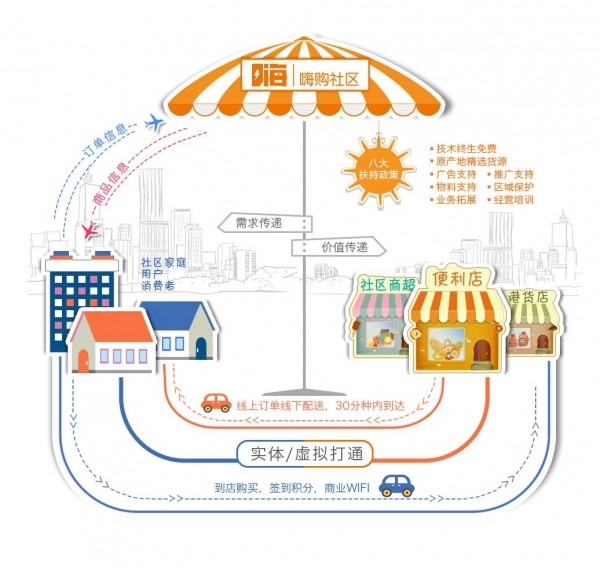 嗨 嗨购社区
订单信息
商品信息
八大
扶持政策
技术终生免费
原产地精选货源
广告支持 推广支持
物料支持 区域保护
业务拓展 经营培训
需求传递
价值传递
社区家庭
用户
消费老
社区商超
便利店
港货店
线上订单线下配送，30分种内到达
实体/虚拟打通
到店购买，签到积分，商业WIFI